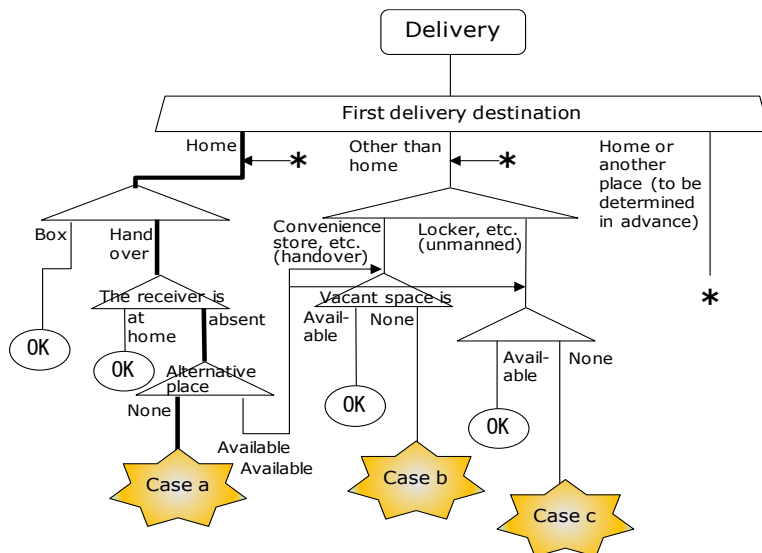 Delivery
First delivery destination
Home
*
Other than
home
*
Home or
another
place (to be
determined
in advance)
*
Box
Hand
over
Convenience
store, etc.
(handover)
Locker, etc.
(unmanned)
The receiver is
at
home
absent
Vacant space is
Avail-
able
None
OK
OK
Alternative
place
None
Available
Available
OK
Avail-
able
None
OK
Case a
Case b
Case c